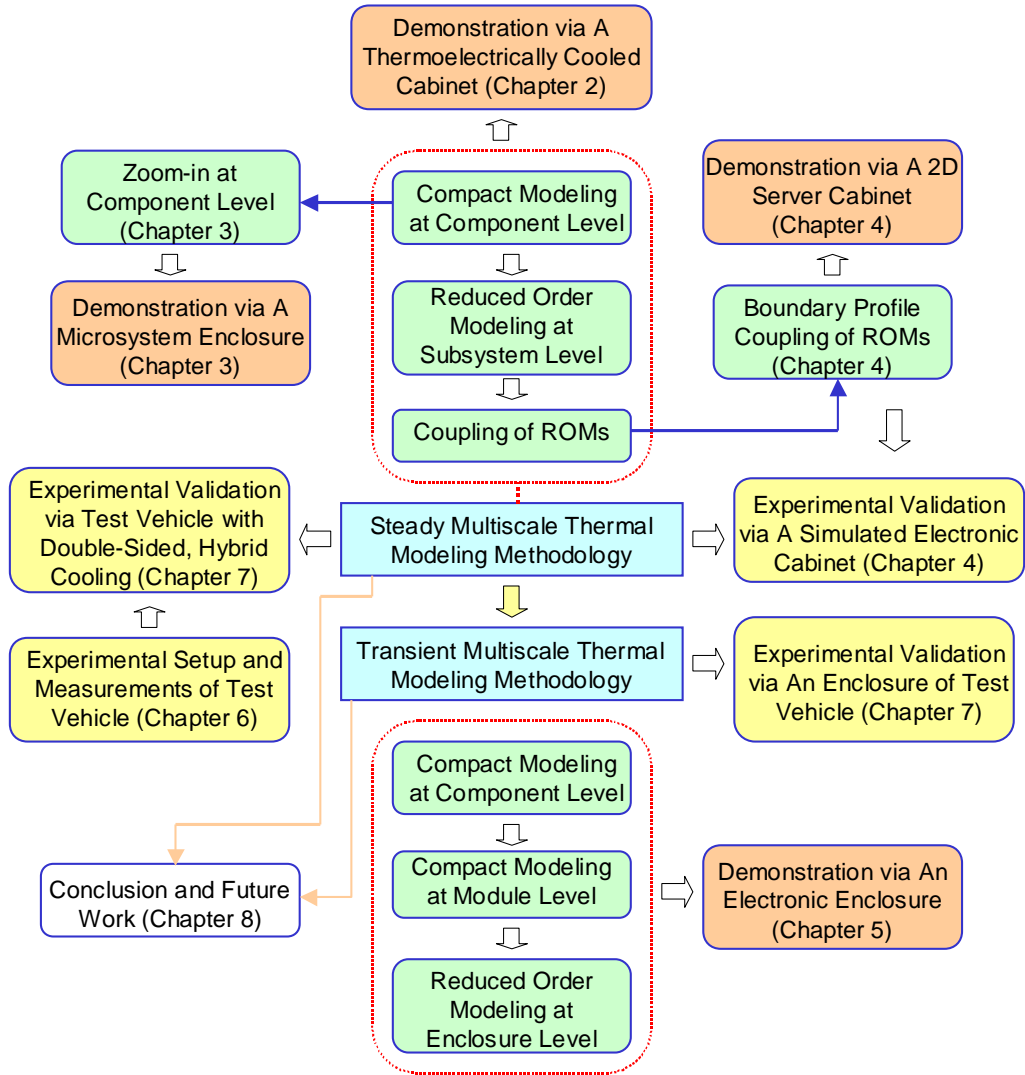 Demonstration via A
Thermoelectrically Cooled
Cabinet (Chapter 2)
Zoom-in at
Component Level
(Chapter 3)
Compact Modeling
at Component Level
Demonstration via A 2D
Server Cabinet
(Chapter 4)
Demonstration via A
Microsystem Enclosure
(Chapter 3)
Reduced Order
Modeling at
Subsystem Level
Boundary Profile
Coupling of ROMs
(Chapter 4)
Coupling of ROMs
Experimental Validation
via Test Vehicle with
Double-Sided, Hybrid
Cooling (Chapter 7)
Steady Multiscale Thermal
Modeling Methodology
Experimental Validation
via A Simulated Electronic
Cabinet (Chapter 4)
Experimental Setup and
Measurements of Test
Vehicle (Chapter 6)
Transient Multiscale Thermal
Modeling Methodology
Experimental Validation
via An Enclosure of Test
Vehicle (Chapter 7)
Compact Modeling
at Component Level
Conclusion and Future
Work (Chapter 8)
Compact Modeling
at Module Level
Demonstration via An
Electronic Enclosure
(Chapter 5)
Reduced Order
Modeling at
Enclosure Level